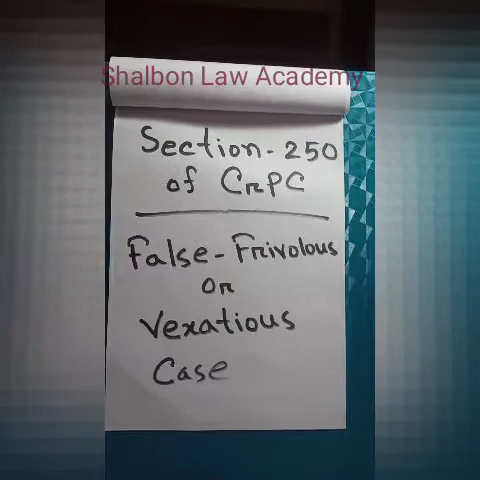 Shalbon Law Academy
Section-250
of CrPC
False-Frivolous
Or
Vexatious
Case